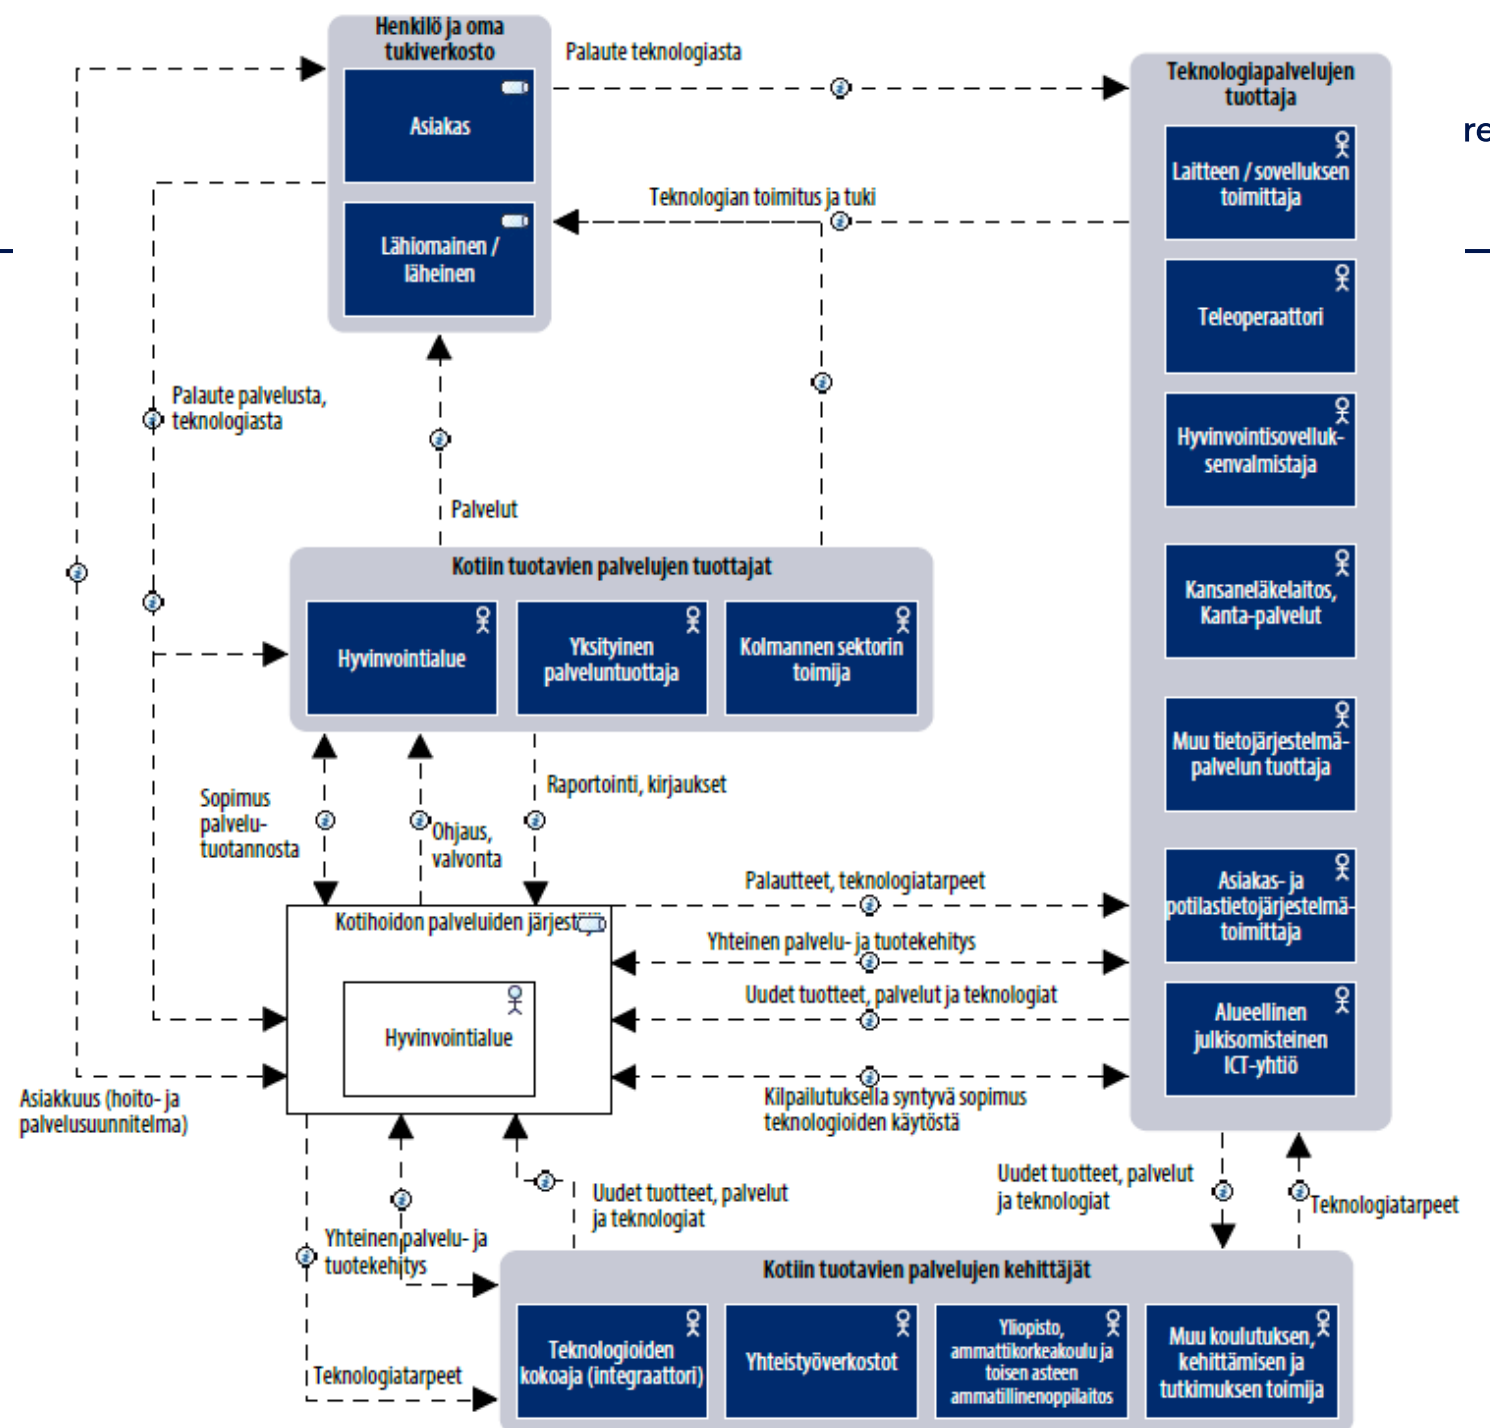 Henkilö ja oma
tukiverkosto
Asiakas
Lähiomainen /
läheinen
Palaute teknologiasta
Teknologian toimitus ja tuki
Teknologiapalvelujen
tuottaja
Laitteen / sovelluksen
toimittaja
Teleoperaattori
Hyvinvointisovelluk-
senvalmistaja
Kansaneläkelaitos,
Kanta-palvelut
Muu tietojärjestelmä-
palvelun tuottaja
Asiakas- ja
potilastietojärjestelmä-
toimittaja
Alueellinen
julkisomisteinen
ICT-yhtiö
re
Palaute palvelusta,
teknologiasta
Palvelut
Kotiin tuotavien palvelujen tuottajat
Hyvinvointialue
Yksityinen
palveluntuottaja
Kolmannen sektorin
toimija
Sopimus
palvelu-
tuotannosta
Ohjaus,
valvonta
Raportointi, kirjaukset
Kotihoidon palveluiden
Hyvinvointialue
Palautteet, teknologiatarpeet
Yhteinen palvelu- ja tuotekehitys
Uudet tuotteet, palvelut ja teknologiat
Kilpailutuksella syntyvä sopimus
teknologioiden käytöstä
Asiakkuus (hoito- ja
palvelusuunnitelma)
Yhteinen palvelu- ja
tuotekehitys
Uudet tuotteet, palvelut
ja teknologiat
Uudet tuotteet, palvelut
ja teknologiat
Teknologiatarpeet
Teknologiatarpeet
Kotiin tuotavien palvelujen kehittäjät
Teknologioiden
kokoaja (integraattori)
Yhteistyöverkostot
Yliopisto,
ammattikorkeakoulu ja
toisen asteen
ammatillinenoppilaitos
Muu koulutuksen,
kehittämisen ja
tutkimuksen toimija